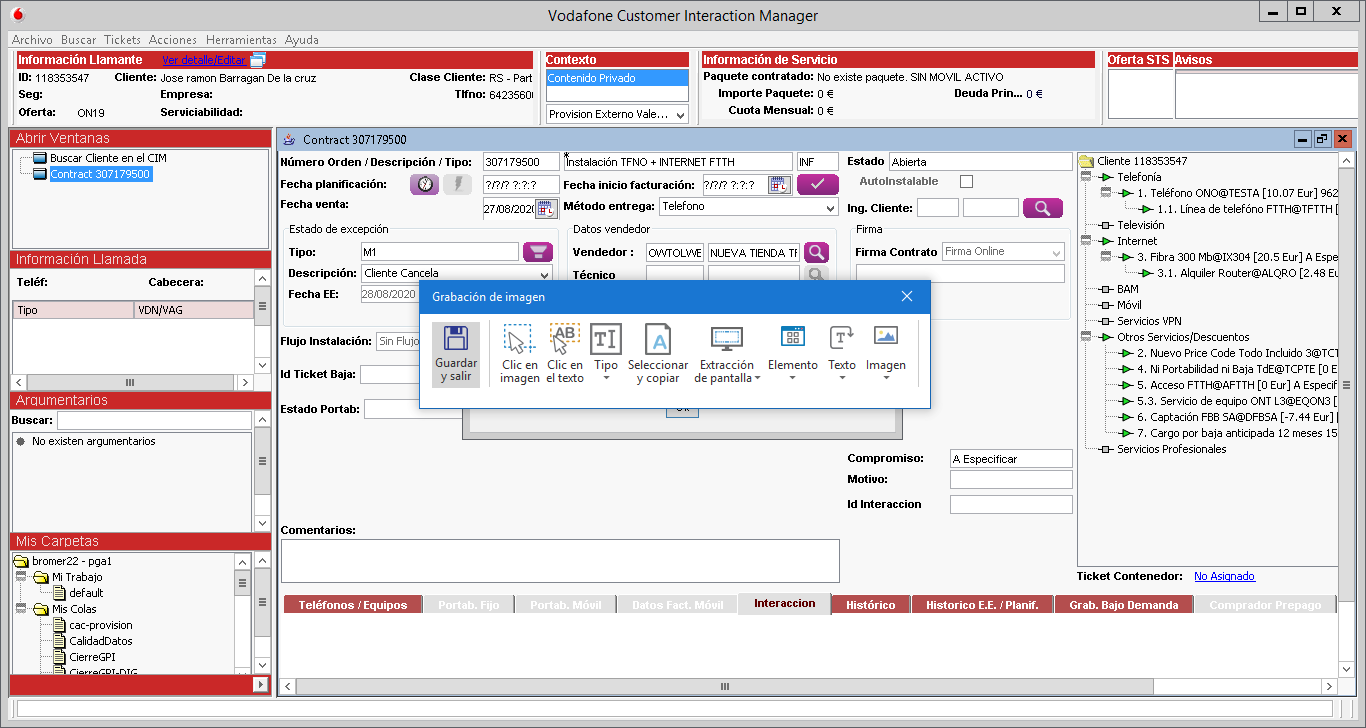 Vodafone Customer Interaction Manager
Archivo Buscar Tickets Acciones Herramientas Ayuda
Información Llamante Ver detalle/Editar
ID: 118353547 Cliente: Jose ramon Barragan De la cruz Clase Cliente: RS - Part
Seg: Empresa: Tlfno: 6423560
Oferta: ON19 Serviciabilidad:
Contexto
Contenido Privado
Provision Externo Vale...
Información de Servicio
Paquete contratado: No existe paquete. SIN MOVIL ACTIVO
Importe Paquete: 0 € Deuda Prin... 0 €
Cuota Mensual: 0 €
Oferta STS Avisos
Abrir Ventanas
Buscar Cliente en el CIM
Contract 307179500
Información Llamada
Teléf: Cabecera:
Tipo VDN/VAG
Argumentarios
Buscar:
No existen argumentarios
Mis Carpetas
bromer22 - pga1
Mi Trabajo
default
Mis Colas
cac-provision
CalidadDatos
CierreGPI
CierreGPI-DIG
Contract 307179500
Número Orden / Descripción / Tipo: 307179500 *Instalación TFNO + INTERNET FTTH INF Estado Abierta
Fecha planificación: ?/?/? ?:?:? Fecha inicio facturación: ?/?/? ?:?:? AutoInstalable
Fecha venta: 27/08/202 Método entrega: Telefono Ing. Cliente:
Estado de excepción
Tipo: M1
Descripción: Cliente Cancela
Fecha EE: 28/08/2020
Datos vendedor
Vendedor : OWTOLWE NUEVA TIENDA TF
Técnico
Firma
Firma Contrato Firma Online
Flujo Instalación: Sin Flujo
Id Ticket Baja:
Estado Portab:
Grabación de imagen
Guardar y salir
Clic en imagen
Clic en el texto
Tipo
Seleccionar y copiar
Extracción de pantalla
Elemento
Texto
Imagen
Compromiso: A Especificar
Motivo:
Id Interaccion
Comentarios:
Cliente 118353547
Telefonía
1. Teléfono ONO@TESTA [10.07 Eur] 962
1.1. Línea de telefóno FTTH@TFTTH [
Televisión
Internet
3. Fibra 300 Mb@IX304 [20.5 Eur] A Espe
3.1. Alquiler Router@ALQRO [2.48 Eu
BAM
Móvil
Servicios VPN
Otros Servicios/Descuentos
2. Nuevo Price Code Todo Incluido 3@TCT
4. Ni Portabilidad ni Baja TdE@TCPTE [0 E
5. Acceso FTTH@AFTTH [0 Eur] A Especif
5.3. Servicio de equipo ONT L3@EQON3 [
6. Captación FBB SA@DFBSA [-7.44 Eur] [
7. Cargo por baja anticipada 12 meses 15
Servicios Profesionales
Ticket Contenedor: No Asignado
Teléfonos / Equipos Portab. Fijo Portab. Móvil Datos Fact. Móvil Interaccion Histórico Historico E.E. / Planif. Grab. Bajo Demanda Comprador Prepago